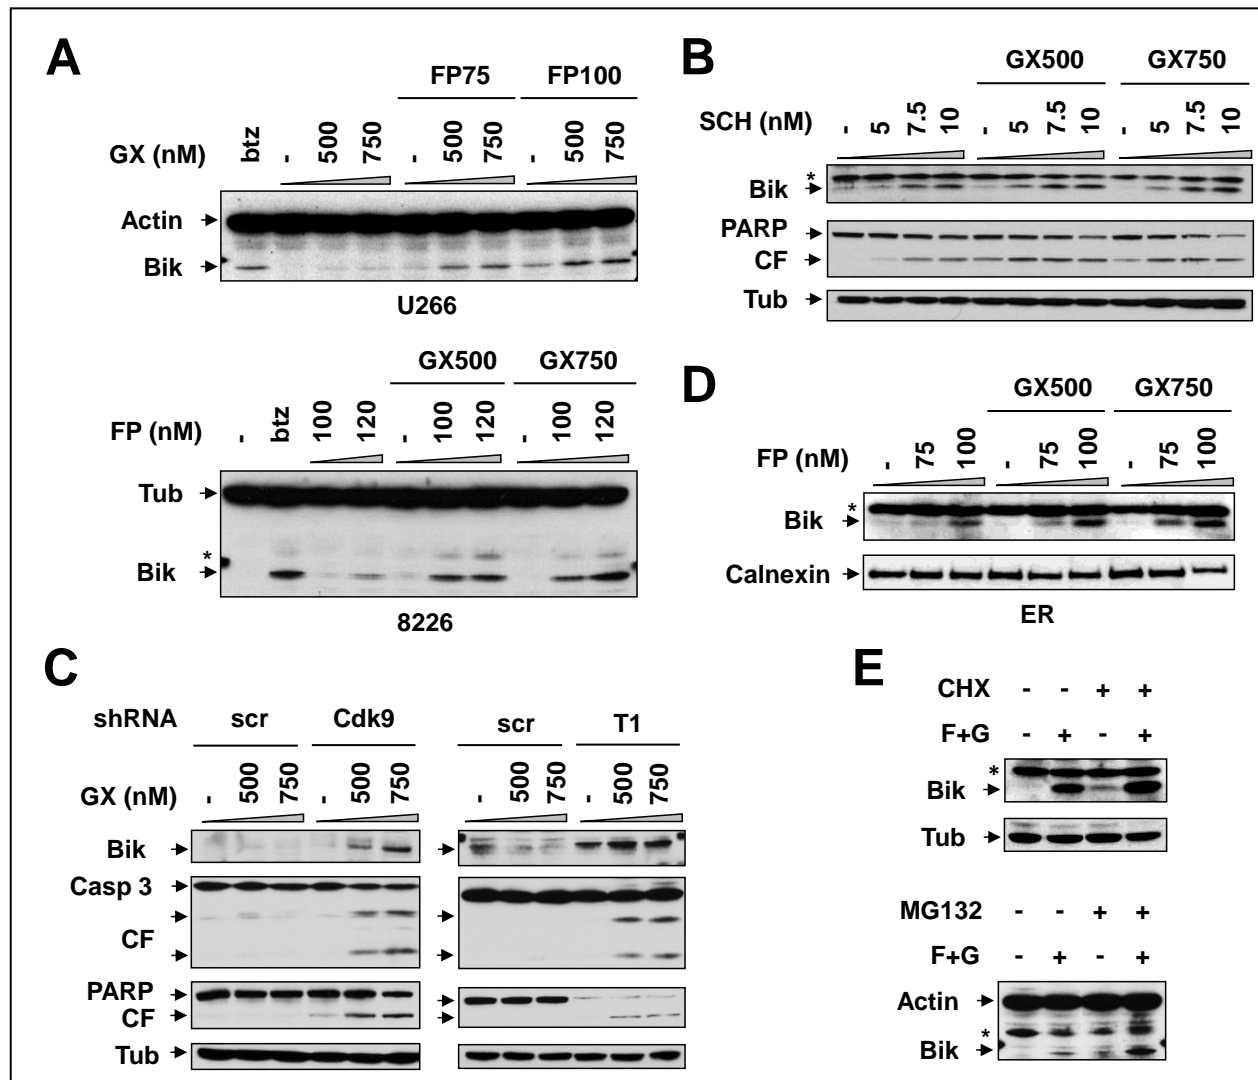 A
FP75 FP100
GX (nM) btz - 500 750 - 500 750 - 500 750
Actin
Bik
U266
GX500 GX750
FP (nM) - btz 100 120 - 100 120 - 100 120
Tub
*
Bik
8226
B
GX500 GX750
SCH (nM) - 5 7.5 10 - 5 7.5 10 - 5 7.5 10
*
Bik
PARP
CF
Tub
D
GX500 GX750
FP (nM) - 75 100 - 75 100 - 75 100
*
Bik
Calnexin
ER
C
shRNA scr Cdk9 scr T1
GX (nM) - 500 750 - 500 750 - 500 750 - 500 750
Bik
Casp 3
CF
PARP
CF
Tub
E
CHX - - + +
F+G - + - +
*
Bik
Tub
MG132 - - + +
F+G - + - +
Actin
*
Bik